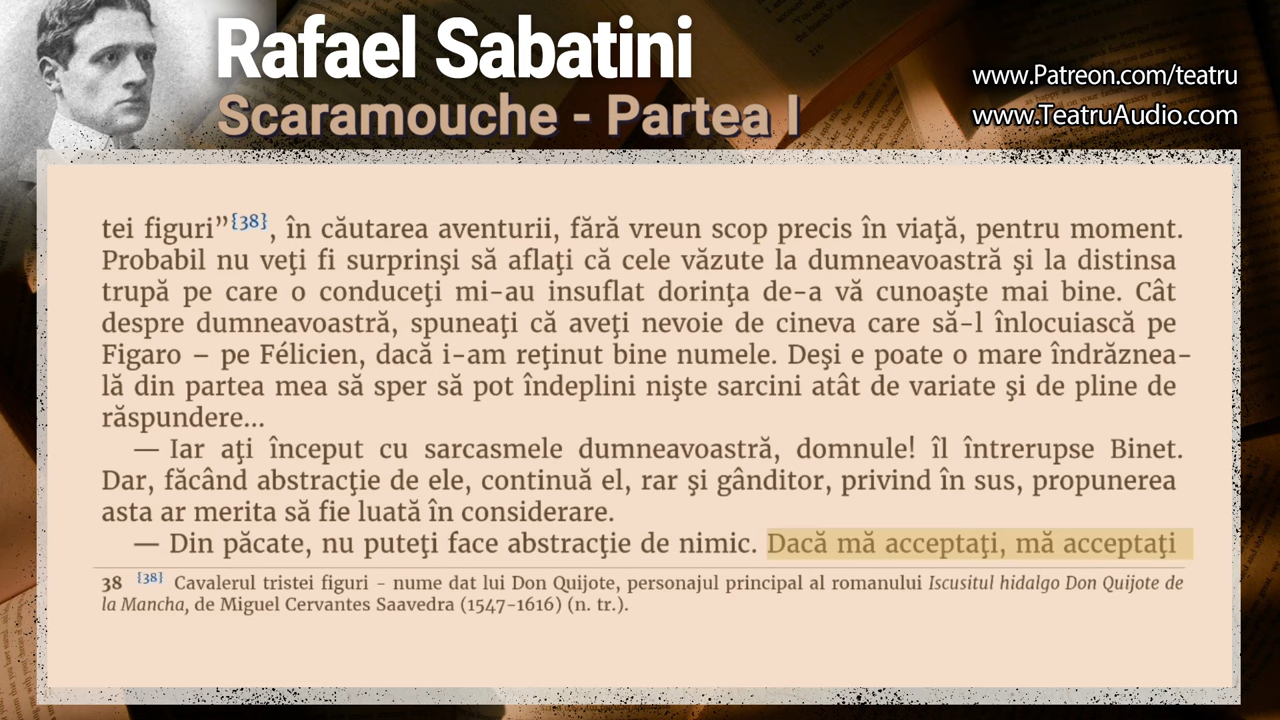 Rafael Sabatini
Scaramouche - Partea I
www.Patreon.com/teatru
www.TeatruAudio.com
tei figuri”{38}, în căutarea aventurii, fără vreun scop precis în viaţă, pentru moment.
Probabil nu veţi fi surprinşi să aflaţi că cele văzute la dumneavoastră şi la distinsa
trupă pe care o conduceţi mi-au insuflat dorinţa de-a vă cunoaşte mai bine. Cât
despre dumneavoastră, spuneaţi că aveţi nevoie de cineva care să-l înlocuiască pe
Figaro – pe Félicien, dacă i-am reţinut bine numele. Deşi e poate o mare îndrăznea-
lă din partea mea să sper să pot îndeplini nişte sarcini atât de variate şi de pline de
răspundere...
— Iar aţi început cu sarcasmele dumneavoastră, domnule! îl întrerupse Binet.
Dar, făcând abstracţie de ele, continuă el, rar şi gânditor, privind în sus, propunerea
asta ar merita să fie luată în considerare.
— Din păcate, nu puteţi face abstracţie de nimic. Dacă mă acceptaţi, mă acceptaţi
38 {38} Cavalerul tristei figuri - nume dat lui Don Quijote, personajul principal al romanului Iscusitul hidalgo Don Quijote de
la Mancha, de Miguel Cervantes Saavedra (1547-1616) (n. tr.).